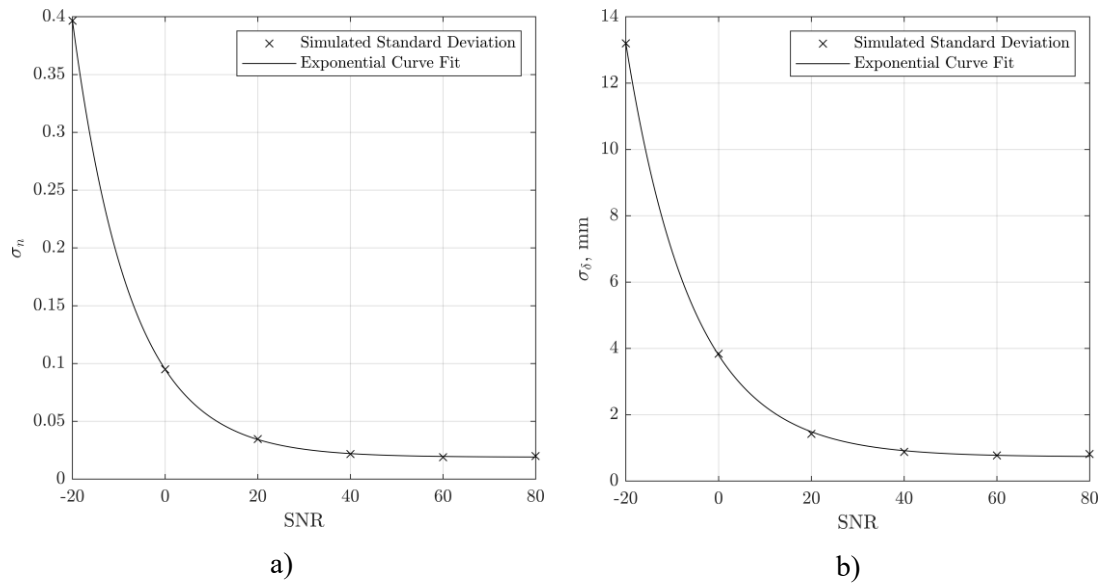 0.4
0.35
0.3
0.25
0.2
0.15
0.1
0.05
0
σn
-20 0 20 40 60 80
SNR
Simulated Standard Deviation
Exponential Curve Fit
a)
14
12
10
8
6
4
2
0
σδ, mm
-20 0 20 40 60 80
SNR
Simulated Standard Deviation
Exponential Curve Fit
b)